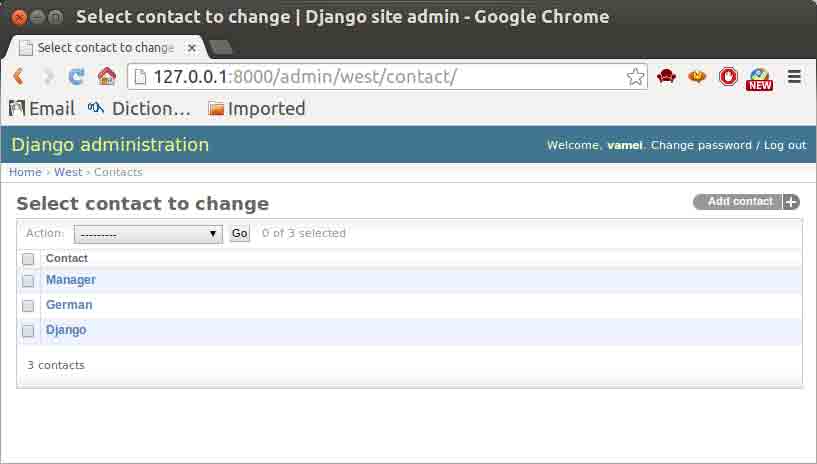 Select contact to change | Django site admin - Google Chrome
Select contact to change
127.0.0.1:8000/admin/west/contact/
NEW
Email Diction... Imported
Django administration
Welcome, vamei. Change password / Log out
Home › West › Contacts
Select contact to change
Add contact +
Action: --------- Go 0 of 3 selected
Contact
Manager
German
Django
3 contacts